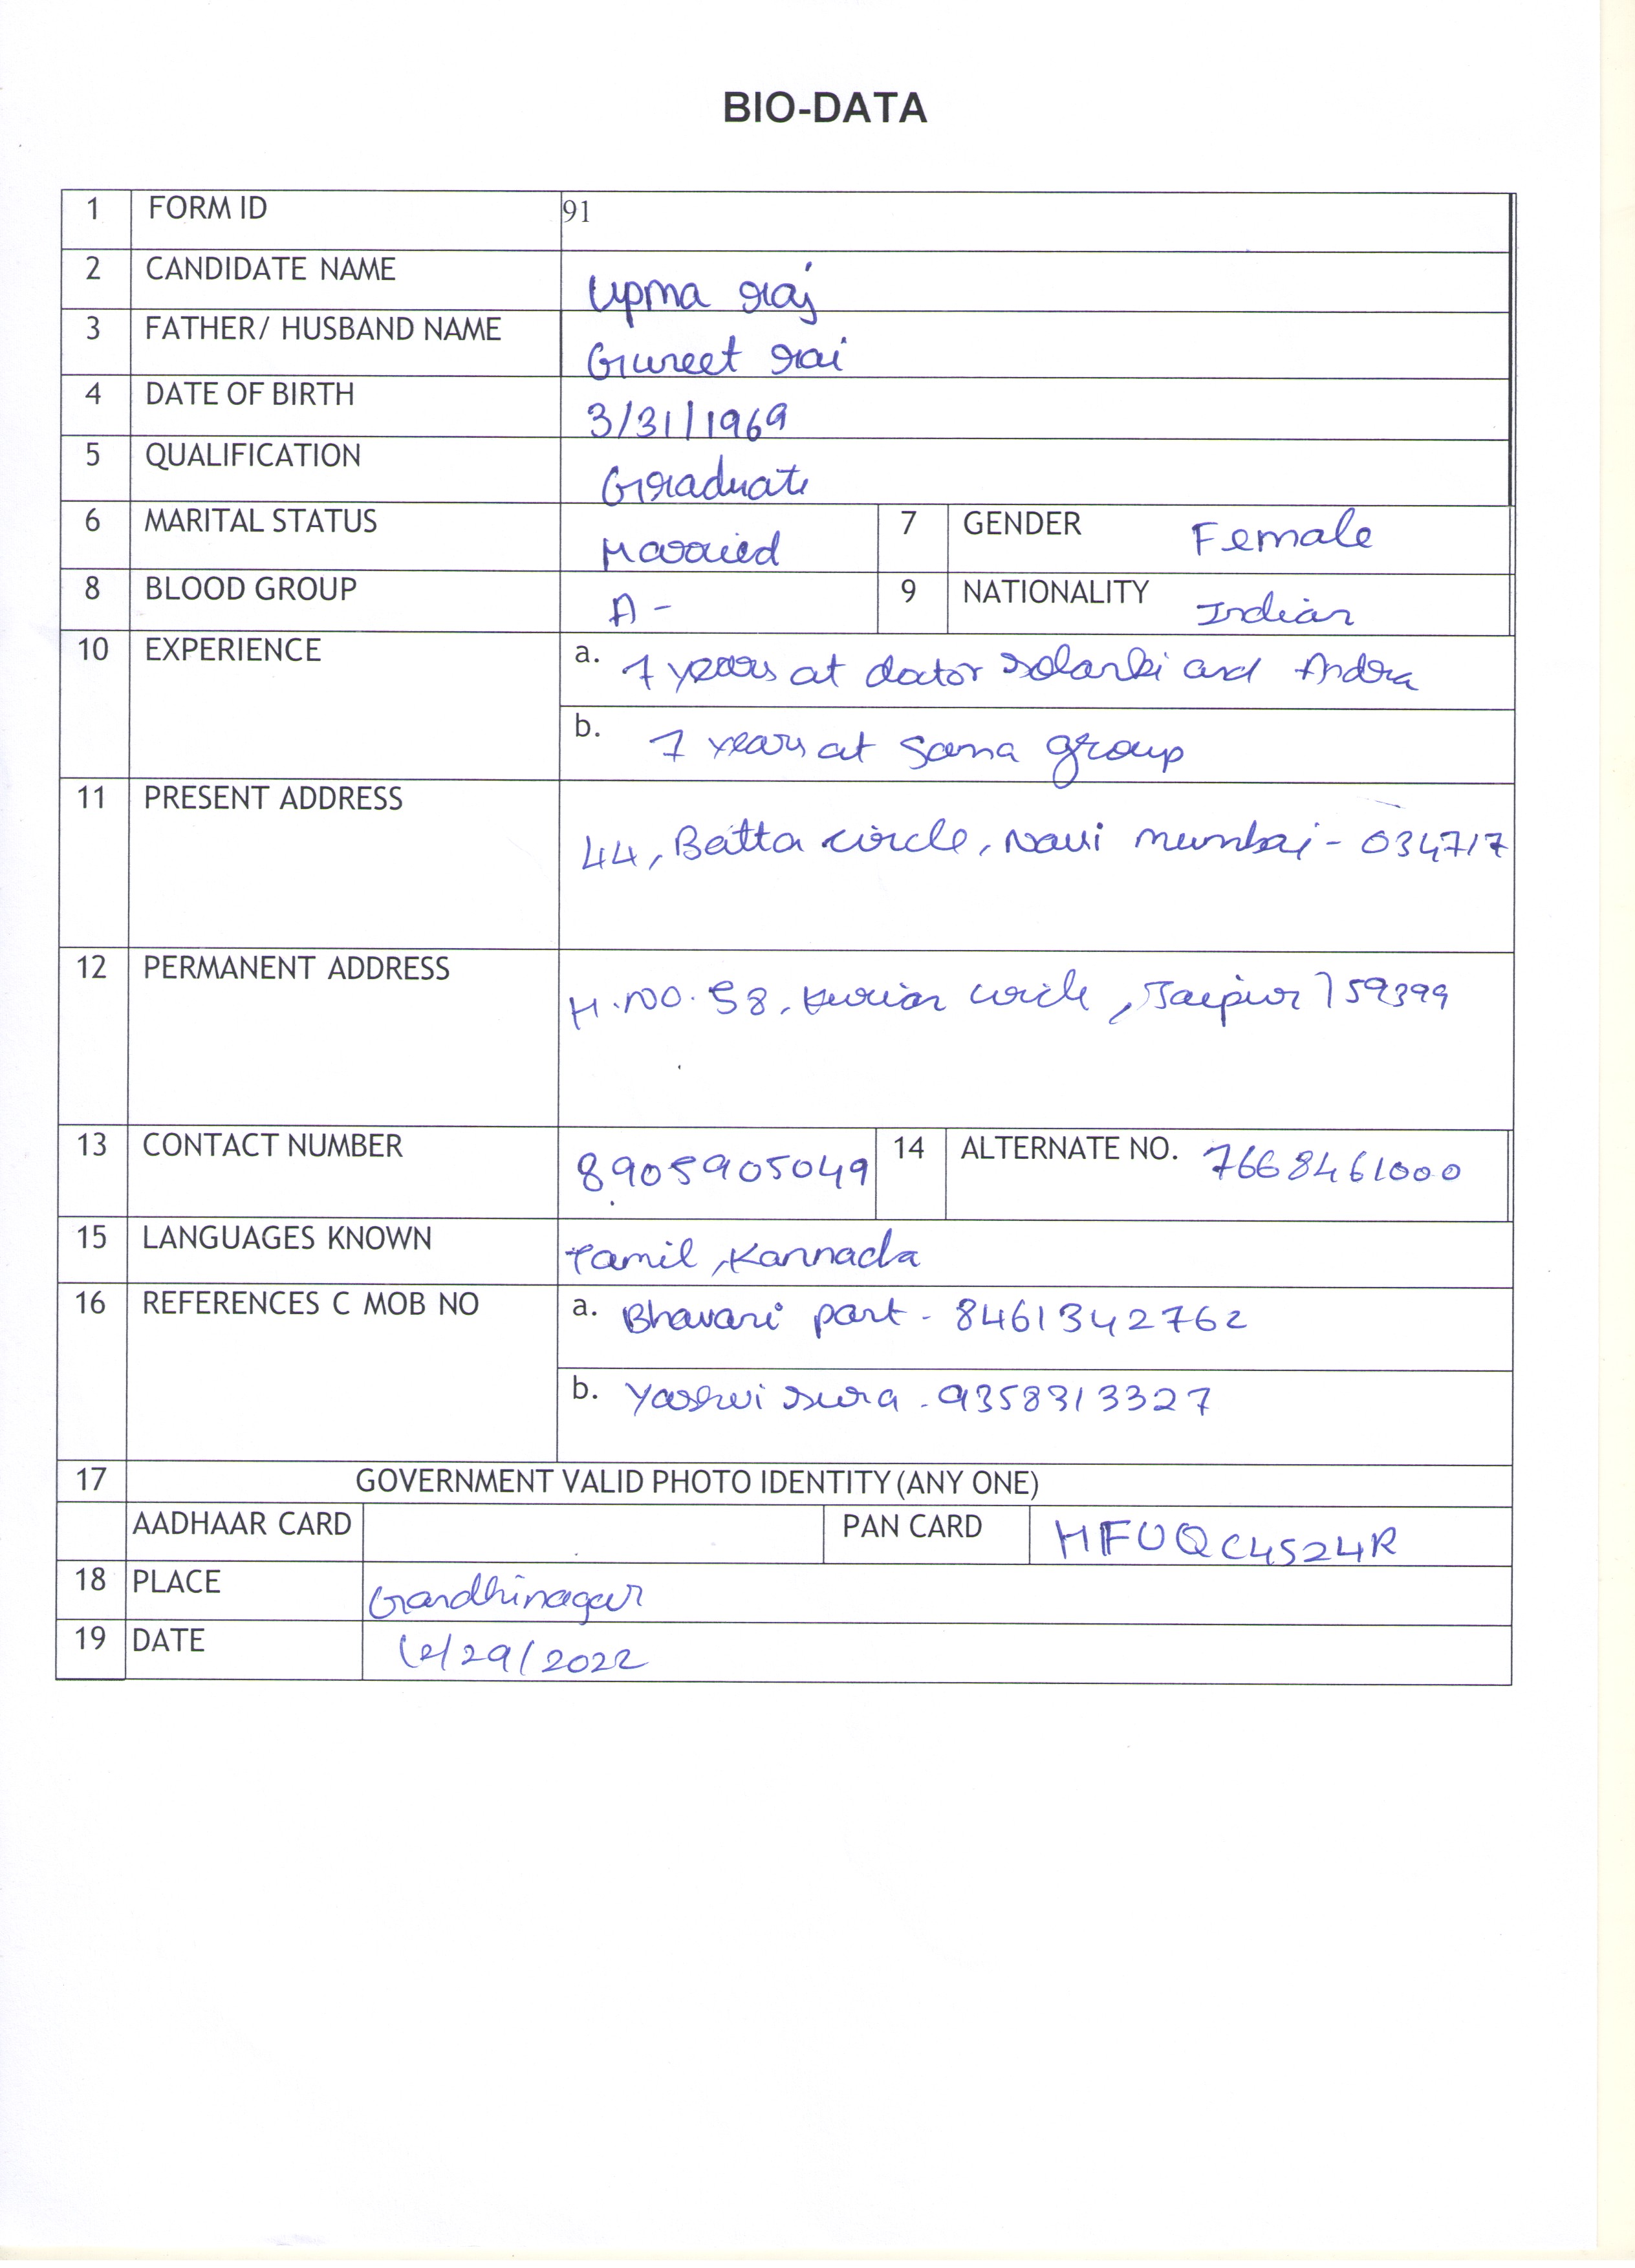 BIO-DATA
1 FORM ID 91
2 CANDIDATE NAME Upma raj
3 FATHER/ HUSBAND NAME Gureet rai
4 DATE OF BIRTH 3/31/1969
5 QUALIFICATION Graduate
6 MARITAL STATUS Married 7 GENDER Female
8 BLOOD GROUP A- 9 NATIONALITY Indian
10 EXPERIENCE a. 7 years at dator solanki and Andra
b. 7 years at Sama group
11 PRESENT ADDRESS 44, Batta circle, Navi mumbai - 034717
12 PERMANENT ADDRESS H.NO. 58, kurian circle, Jaipur 759399
13 CONTACT NUMBER 8905905049 14 ALTERNATE NO. 7668461000
15 LANGUAGES KNOWN Tamil, Kannada
16 REFERENCES C MOB NO a. Bhavani part - 8461342762
b. Yashvi sura - 9358313327
17 GOVERNMENT VALID PHOTO IDENTITY (ANY ONE)
AADHAAR CARD PAN CARD HFUQC4524R
18 PLACE Gandhinagar
19 DATE 12/29/2022